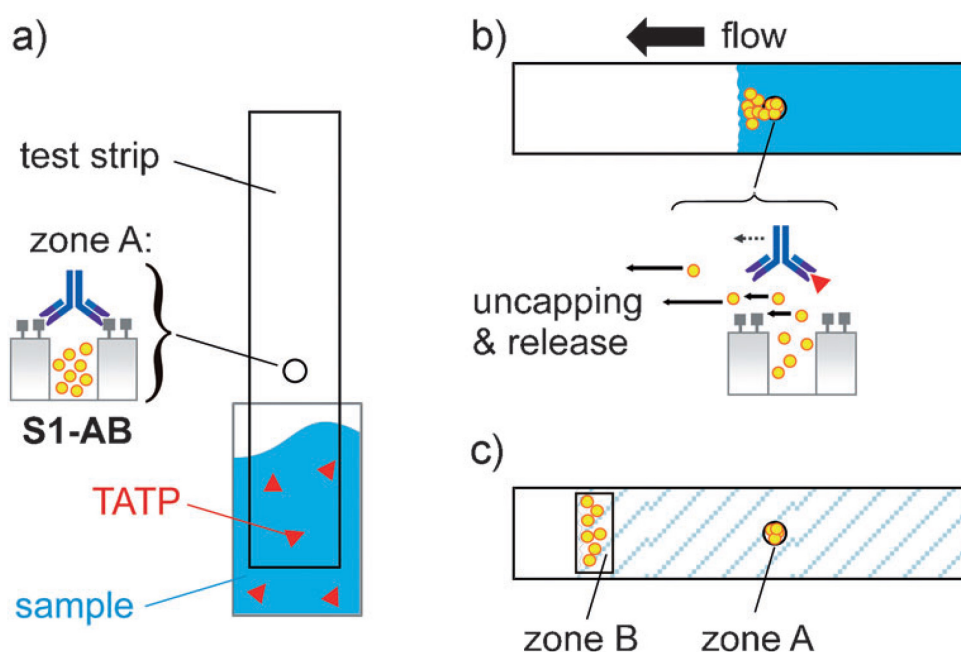 a)
test strip
zone A:
S1-AB
TATP
sample
b)
flow
uncapping
& release
c)
zone B
zone A